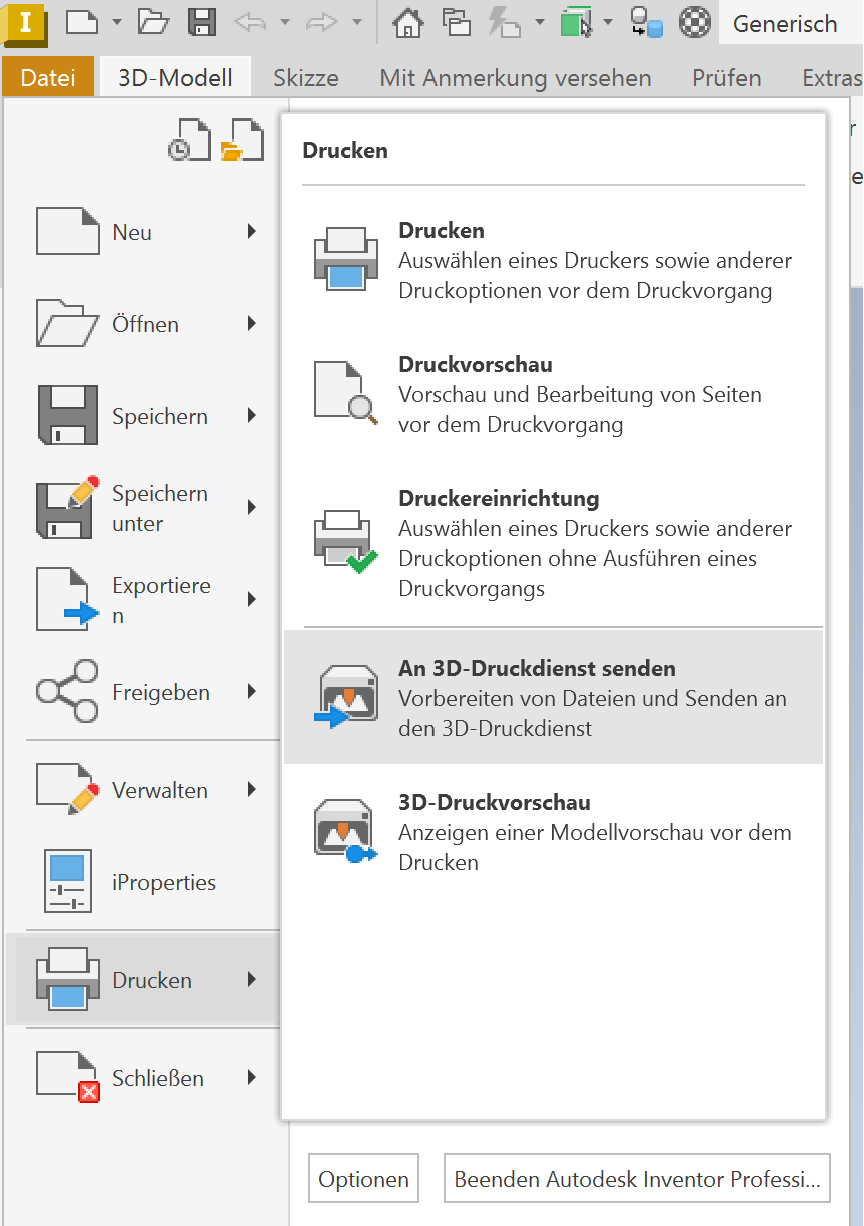 I
Generisch
Datei
3D-Modell
Skizze
Mit Anmerkung versehen
Prüfen
Extras
Neu
Öffnen
Speichern
Speichern
unter
Exportiere
n
Freigeben
Verwalten
iProperties
Drucken
Schließen
Drucken
Drucken
Auswählen eines Druckers sowie anderer
Druckoptionen vor dem Druckvorgang
Druckvorschau
Vorschau und Bearbeitung von Seiten
vor dem Druckvorgang
Druckereinrichtung
Auswählen eines Druckers sowie anderer
Druckoptionen ohne Ausführen eines
Druckvorgangs
An 3D-Druckdienst senden
Vorbereiten von Dateien und Senden an
den 3D-Druckdienst
3D-Druckvorschau
Anzeigen einer Modellvorschau vor dem
Drucken
Optionen
Beenden Autodesk Inventor Professi...